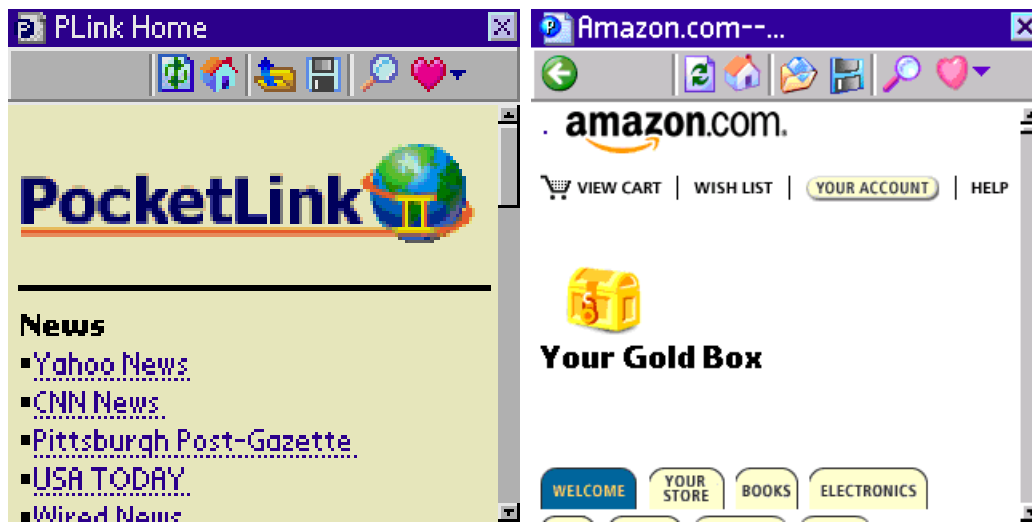 PLink Home
PocketLink
News
Yahoo News
CNN News
Pittsburgh Post-Gazette
USA TODAY
Wired News
Amazon.com--...
amazon.com.
VIEW CART | WISH LIST | YOUR ACCOUNT | HELP
Your Gold Box
WELCOME YOUR STORE BOOKS ELECTRONICS